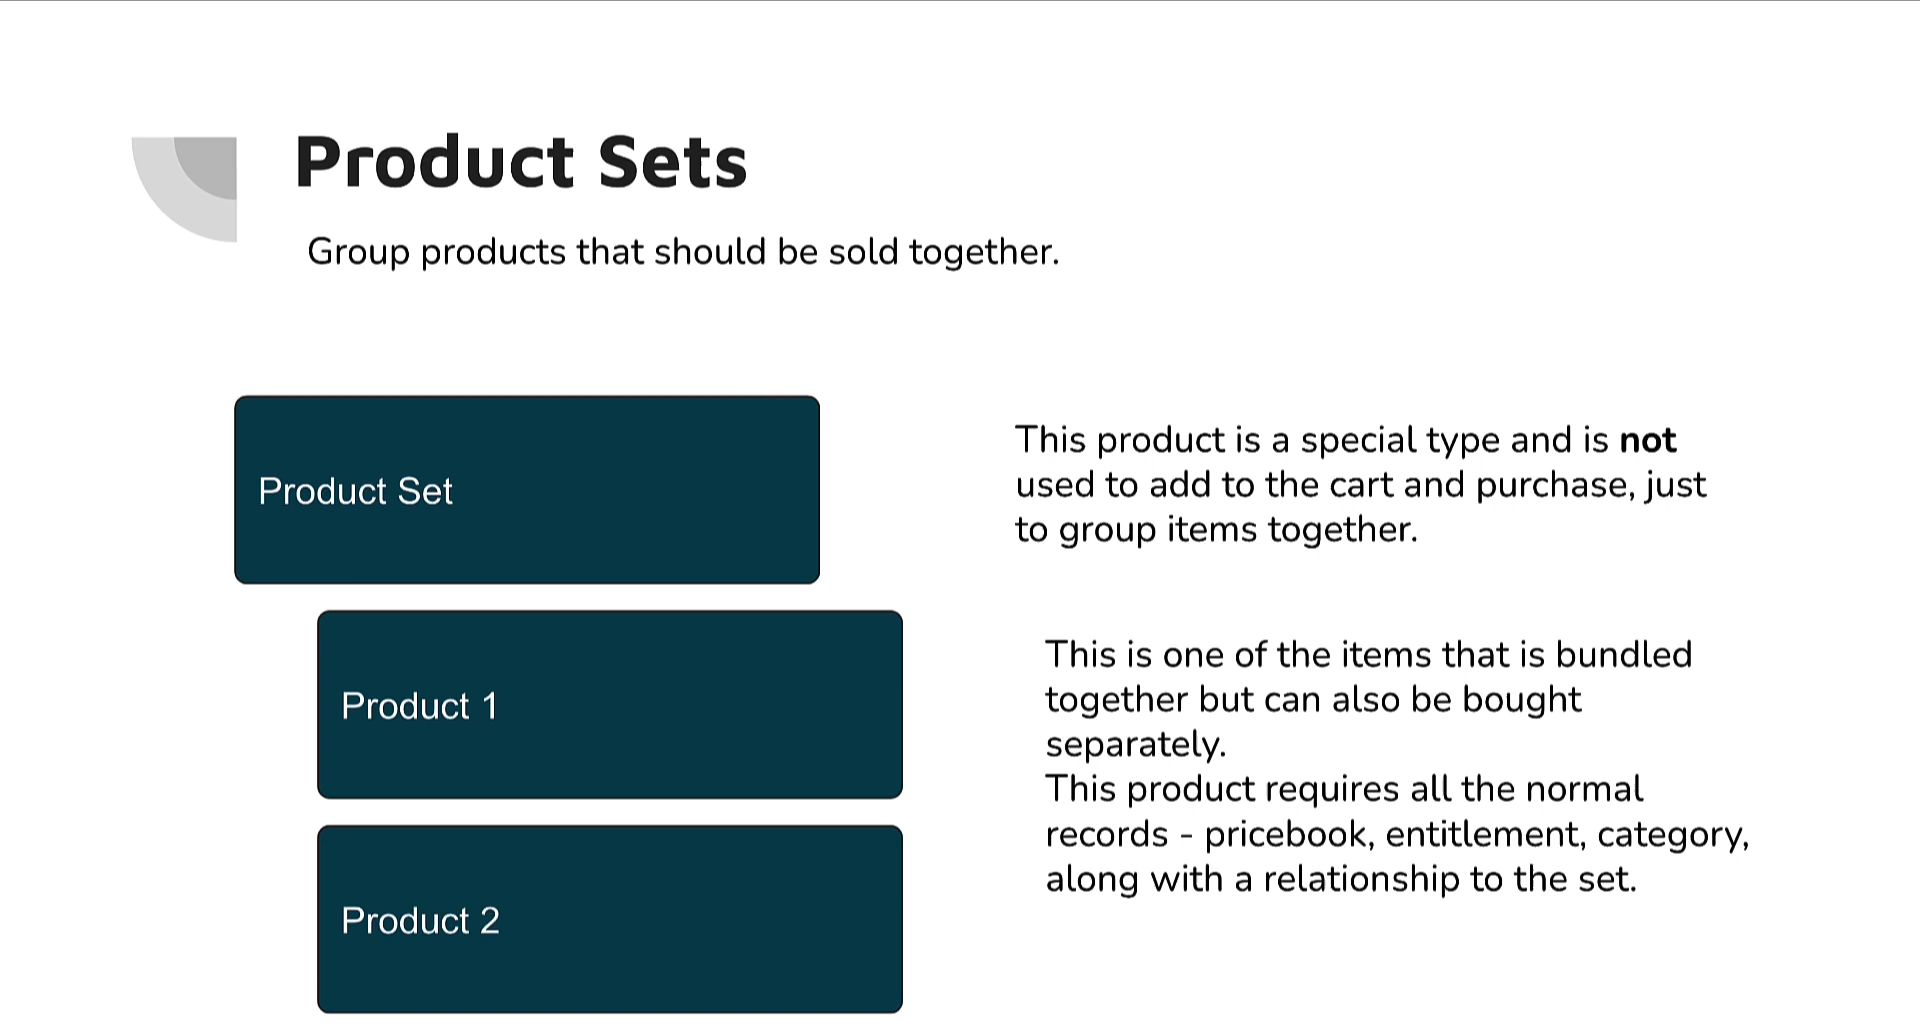 Product Sets
Group products that should be sold together.
Product Set
This product is a special type and is not
used to add to the cart and purchase, just
to group items together.
Product 1
This is one of the items that is bundled
together but can also be bought
separately.
This product requires all the normal
records - pricebook, entitlement, category,
along with a relationship to the set.
Product 2